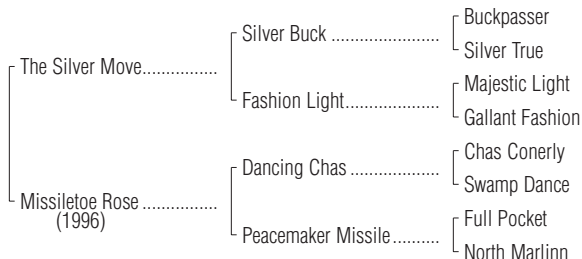 Buckpasser
Silver Buck ........................
Silver True
The Silver Move................
Majestic Light
Fashion Light.....................
Gallant Fashion
Chas Conerly
Dancing Chas ....................
Swamp Dance
Missiletoe Rose ................
(1996)
Full Pocket
Peacemaker Missile..........
North Marlinn